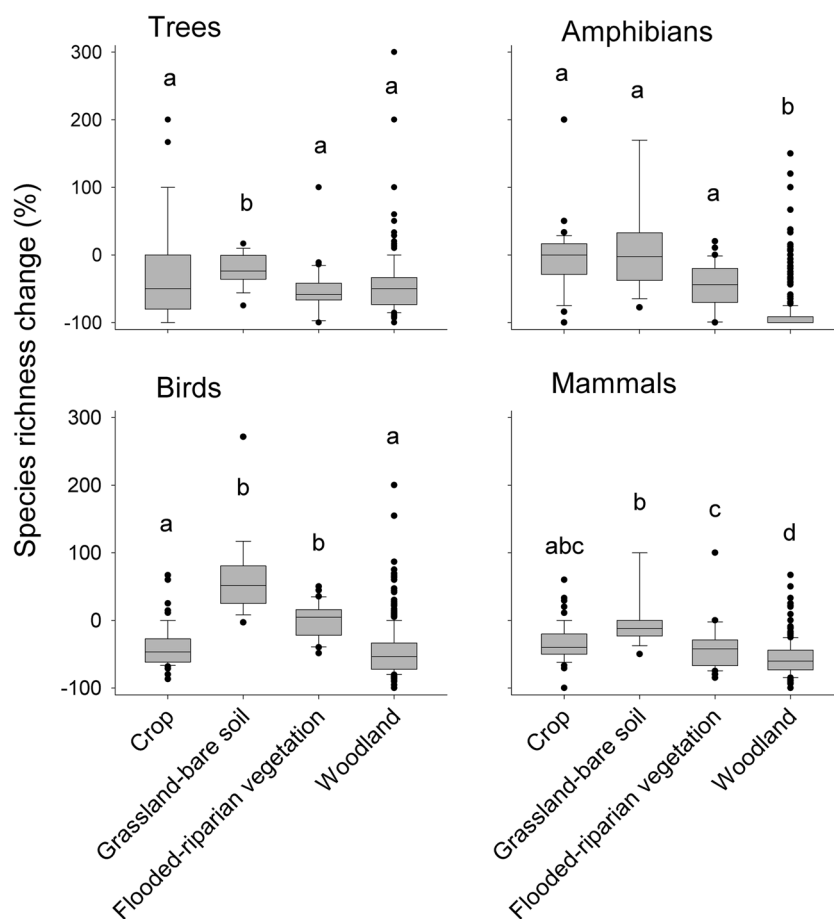 Trees
Amphibians
Species richness change (%)
300
200
100
0
-100
a
b
a
a
a
a
a
b
Birds
Mammals
300
200
100
0
-100
a
b
b
a
abc
b
c
d
Crop
Grassland-bare soil
Flooded-riparian vegetation
Woodland
Crop
Grassland-bare soil
Flooded-riparian vegetation
Woodland